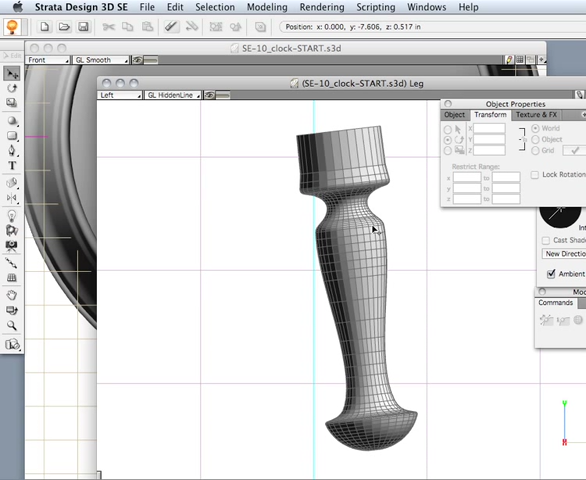 Strata Design 3D SE File Edit Selection Modeling Rendering Scripting Windows Help
Position: x: 0.000, y: -7.606, z: 0.517 in
SE-10_clock-START.s3d
Front GL Smooth
(SE-10_clock-START.s3d) Leg
Left GL HiddenLine
Object Properties
Object Transform Texture & FX
X World
Y Object
Z Grid
Restrict Range:
x to
y to
z to
Lock Rotation
Cast Shad
New Direction
Ambient
Commands
Y